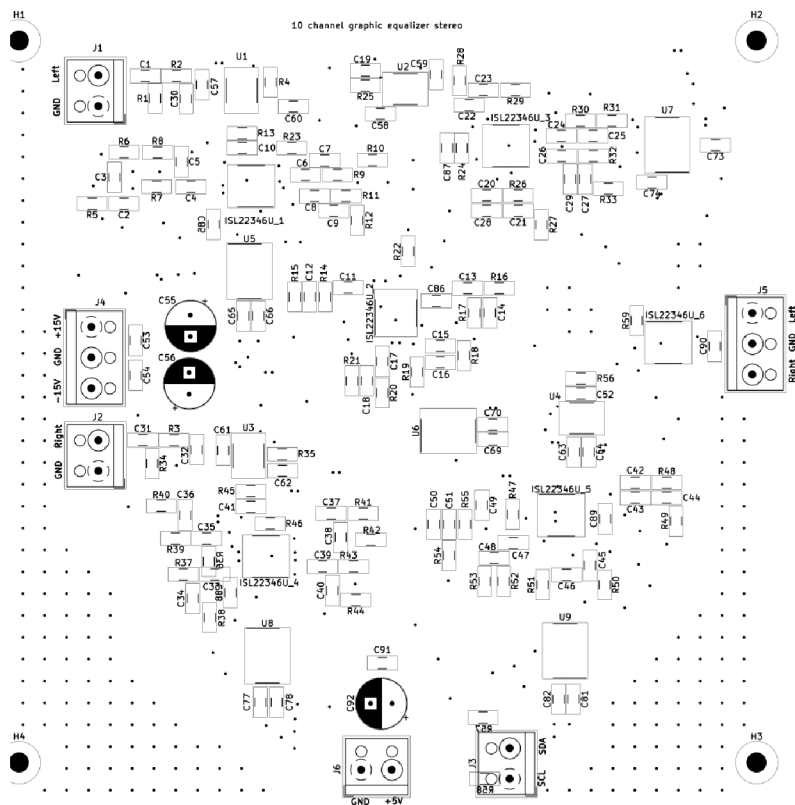 H1
10 channel graphic equalizer stereo
H2
J1
Left
GND
C1
R2
R1
C30
C57
U1
R4
C60
C19
R25
U2
C59
C58
R28
C23
R29
C22
ISL22346U_3
C87
R24
R30
R31
C24
C25
C26
R32
C29
C27
R33
U7
C74
C73
R6
R8
C5
C3
R7
C4
R5
C2
R13
C10
R23
C7
R10
C6
R9
ISL22346U_1
C8
R11
C9
R12
C20
R26
C28
C21
R27
U5
C65
C66
R22
R15
C12
R14
C11
ISL22346U_2
C86
C13
R16
R17
C14
C15
C16
R18
R19
R21
C17
C18
R20
J4
+15V
GND
-15V
C53
C54
C55
+
C56
+
R59
ISL22346U_6
C90
J5
Left
GND
Right
R56
C52
U4
C63
C64
U6
C70
C69
J2
Right
GND
C31
R3
R34
C32
C61
U3
R35
C62
R45
C41
R46
R40
C36
R39
C35
R37
C34
R38
ISL22346U_4
C37
R41
C38
R42
C39
R43
C40
R44
C50
C51
R55
C49
R47
R54
C48
C47
R53
R52
ISL22346U_5
C89
C42
R48
C43
C44
R49
C45
C46
R51
R50
U8
C77
C78
U9
C82
C81
C91
C92
+
H4
J6
GND
+5V
J3
SDA
SCL
H3